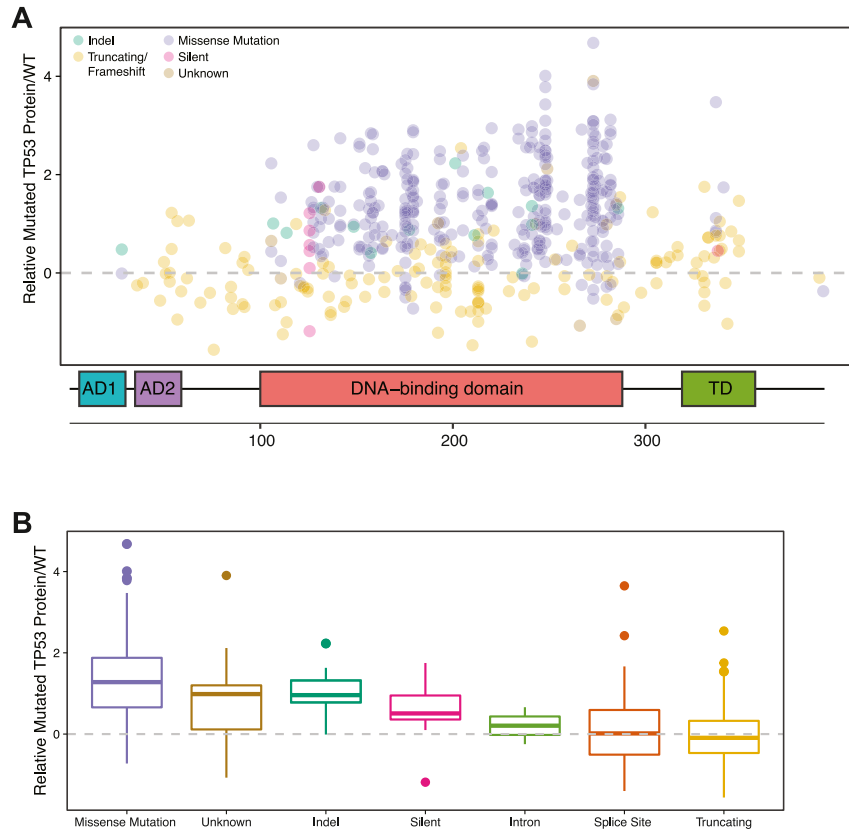 A
Indel
Missense Mutation
Truncating/
Frameshift
Silent
Unknown
Relative Mutated TP53 Protein/WT
4
2
0
AD1
AD2
DNA−binding domain
TD
100
200
300
B
Relative Mutated TP53 Protein/WT
4
2
0
Missense Mutation
Unknown
Indel
Silent
Intron
Splice Site
Truncating